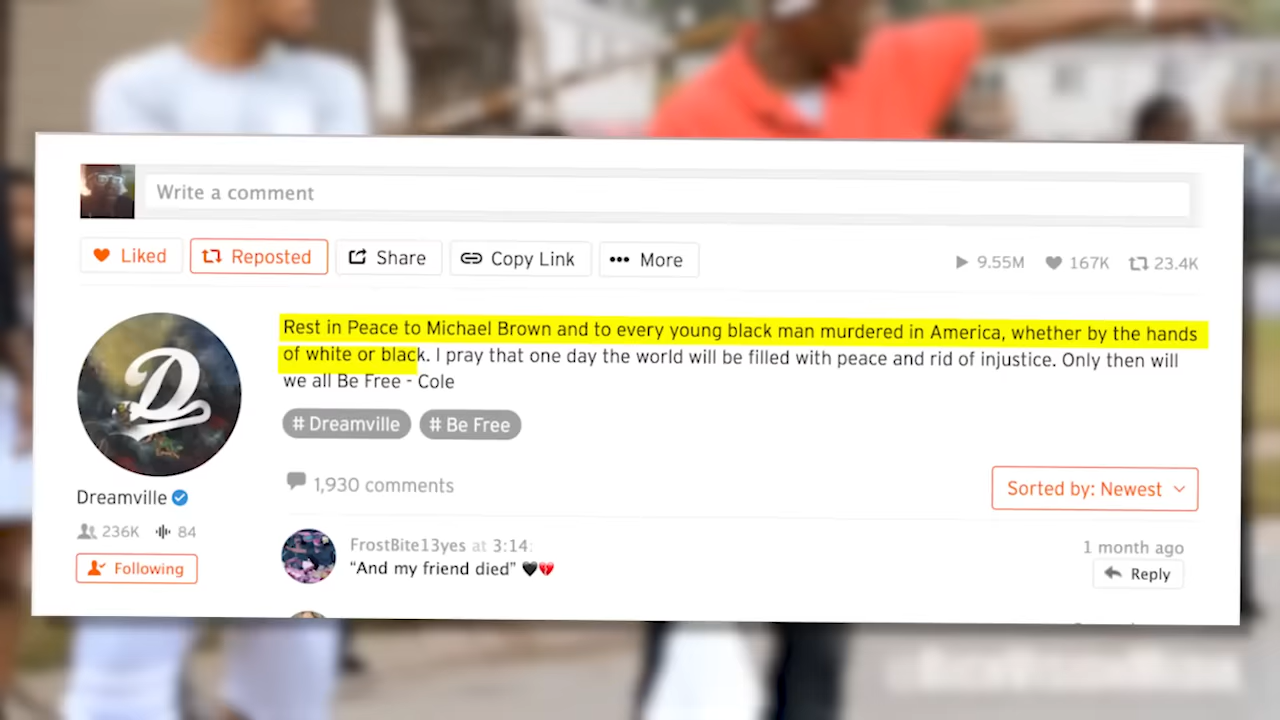 Write a comment
Liked
Reposted
Share
Copy Link
More
9.55M
167K
23.4K
Rest in Peace to Michael Brown and to every young black man murdered in America, whether by the hands
of white or black. I pray that one day the world will be filled with peace and rid of injustice. Only then will
we all Be Free - Cole
# Dreamville
# Be Free
D
Dreamville
236K
84
Following
1,930 comments
Sorted by: Newest
FrostBite13yes at 3:14:
1 month ago
“And my friend died” 🖤💔
Reply